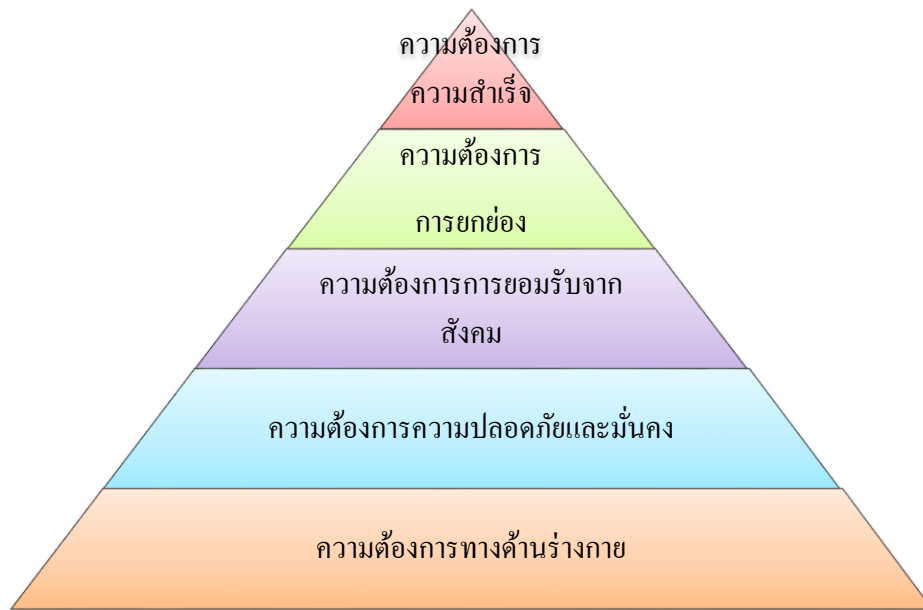 ความต้องการ
ความสำเร็จ
ความต้องการ
การยกย่อง
ความต้องการการยอมรับจาก
สังคม
ความต้องการความปลอดภัยและมั่นคง
ความต้องการทางด้านร่างกาย